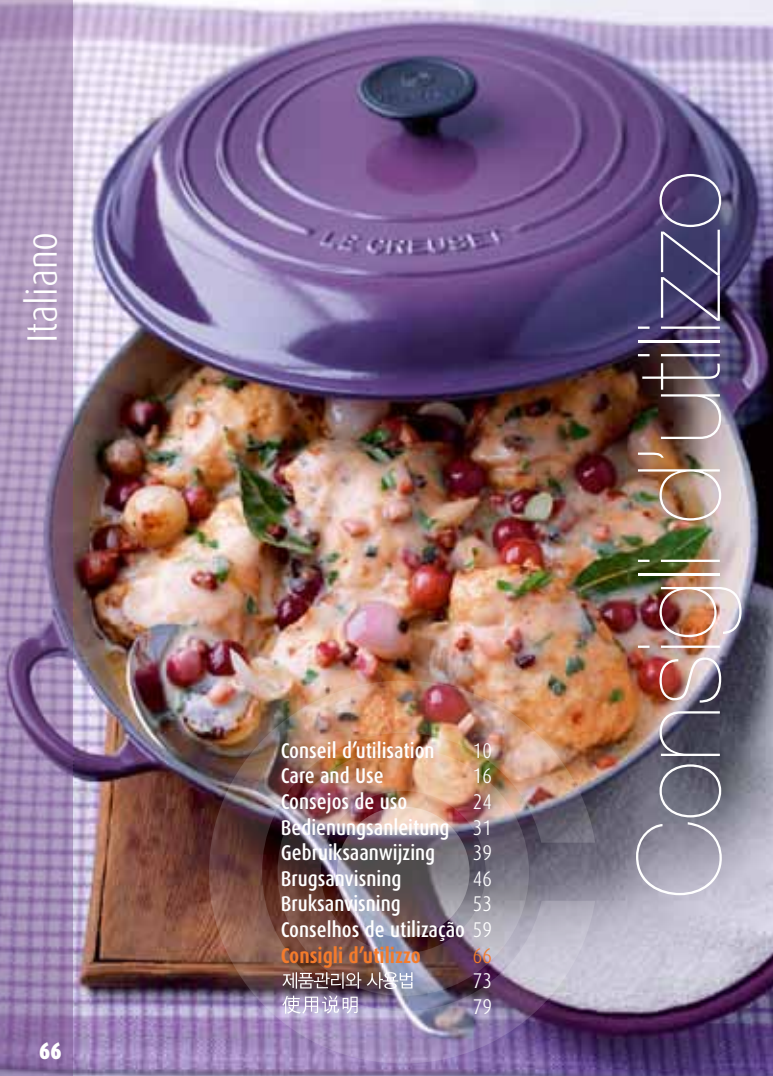 Italiano
LE CREUSET
Consigli d'utilizzo
Conseil d'utilisation 10
Care and Use 16
Consejos de uso 24
Bedienungsanleitung 31
Gebruiksaanwijzing 39
Brugsanvisning 46
Bruksanvisning 53
Conselhos de utilização 59
Consigli d'utilizzo 66
제품관리와 사용법 73
使用说明 79
66